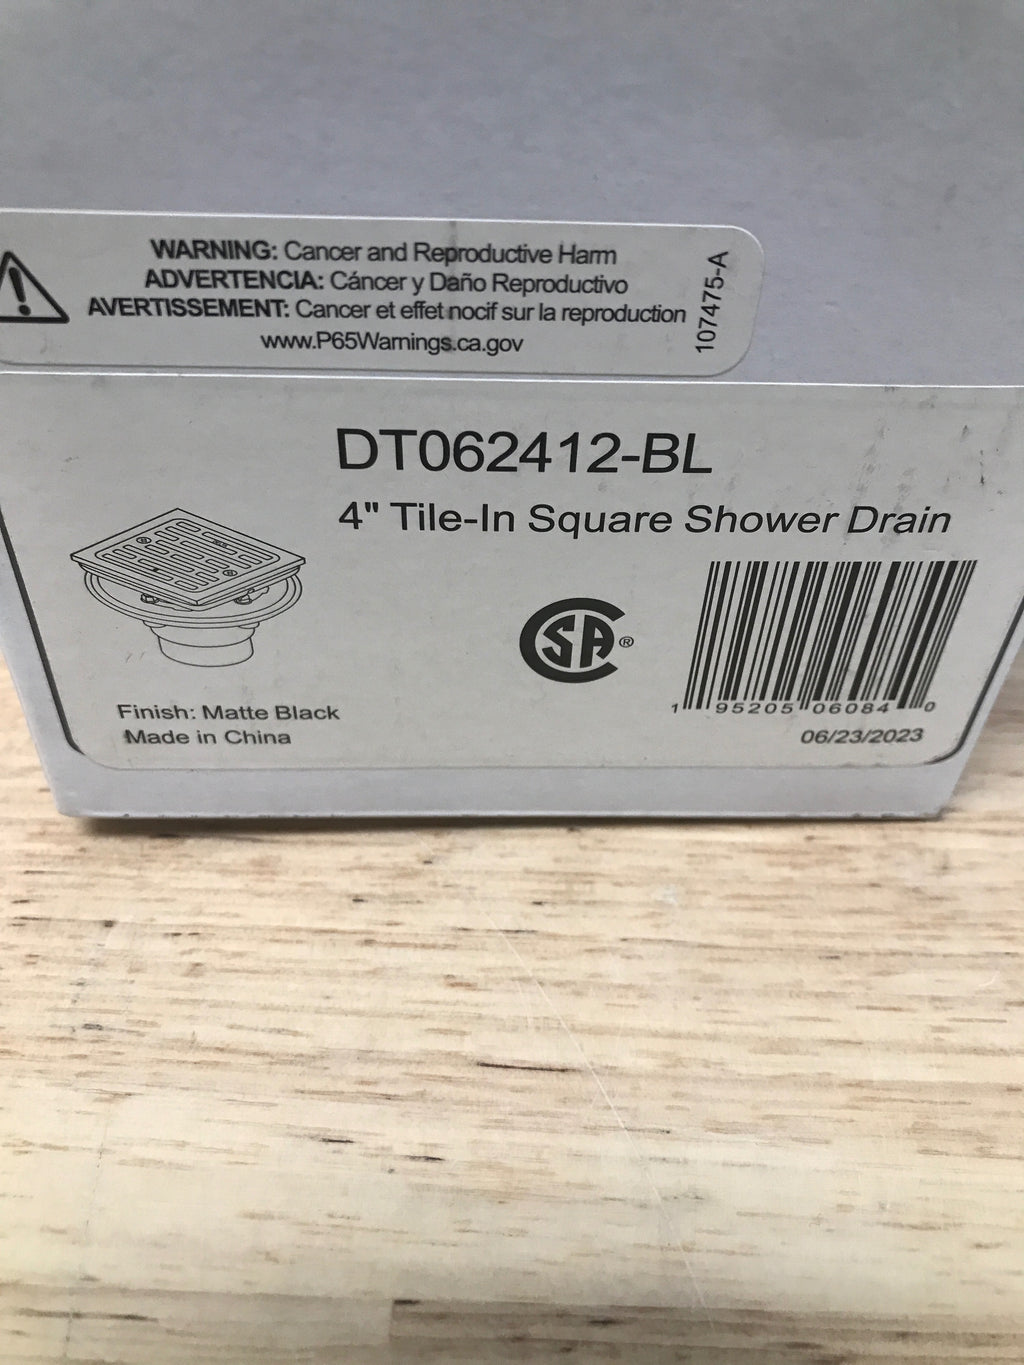 WARNING: Cancer and Reproductive Harm
ADVERTENCIA: Cáncer y Daño Reproductivo
AVERTISSEMENT: Cancer et effet nocif sur la reproduction
www.P65Warnings.ca.gov
107475-A
DT062412-BL
4" Tile-In Square Shower Drain
CSA®
1 95205 06084 0
Finish: Matte Black
Made in China
06/23/2023